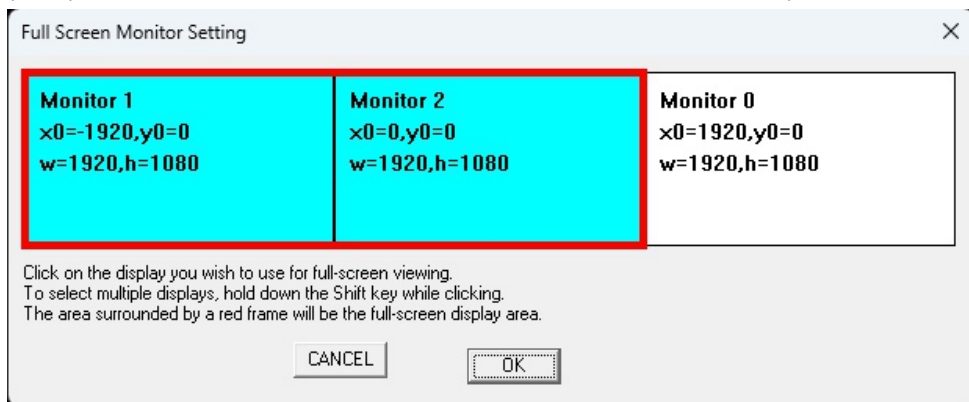 Full Screen Monitor Setting
Monitor 1
x0=-1920,y0=0
w=1920,h=1080
Monitor 2
x0=0,y0=0
w=1920,h=1080
Monitor 0
x0=1920,y0=0
w=1920,h=1080
Click on the display you wish to use for full-screen viewing.
To select multiple displays, hold down the Shift key while clicking.
The area surrounded by a red frame will be the full-screen display area.
CANCEL
OK